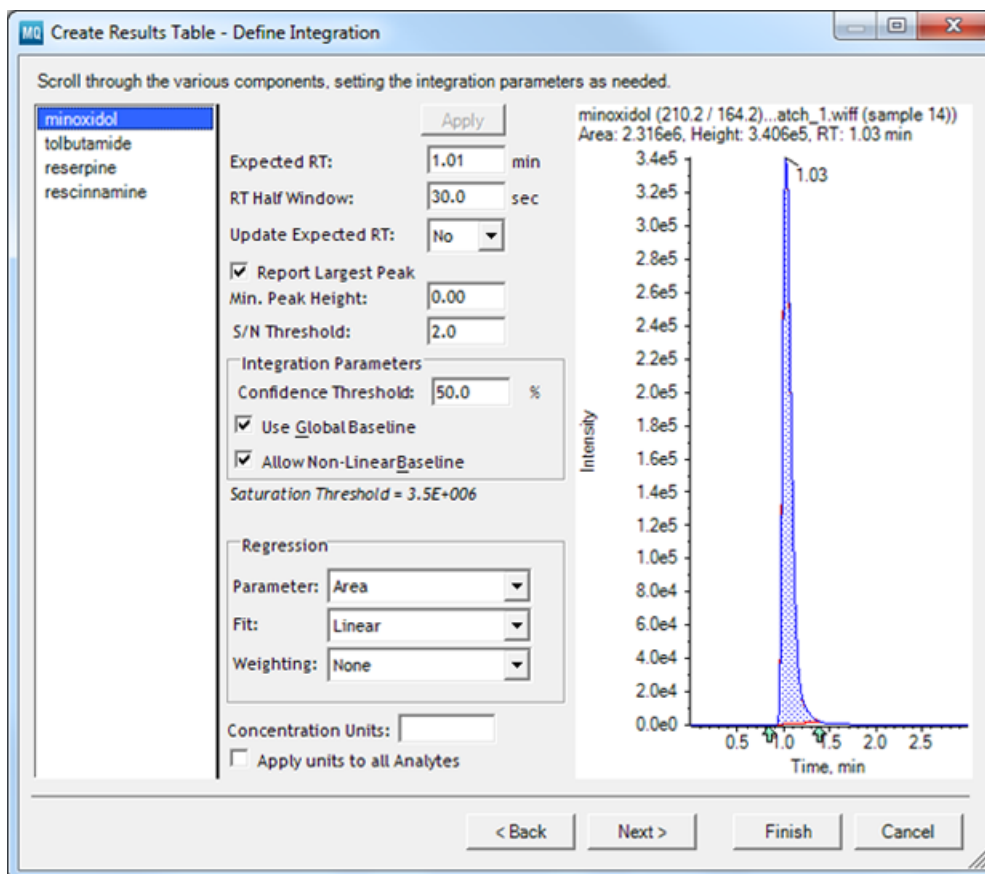 MQ Create Results Table - Define Integration
Scroll through the various components, setting the integration parameters as needed.
minoxidol
tolbutamide
reserpine
rescinnamine
Apply
Expected RT: 1.01 min
RT Half Window: 30.0 sec
Update Expected RT: No
Report Largest Peak
Min. Peak Height: 0.00
S/N Threshold: 2.0
Integration Parameters
Confidence Threshold: 50.0 %
Use Global Baseline
Allow Non-LinearBaseline
Saturation Threshold = 3.5E+006
Regression
Parameter: Area
Fit: Linear
Weighting: None
Concentration Units:
Apply units to all Analytes
minoxidol (210.2 / 164.2)...atch_1.wiff (sample 14))
Area: 2.316e6, Height: 3.406e5, RT: 1.03 min
1.03
Intensity
3.4e5
3.2e5
3.0e5
2.8e5
2.6e5
2.4e5
2.2e5
2.0e5
1.8e5
1.6e5
1.4e5
1.2e5
1.0e5
8.0e4
6.0e4
4.0e4
2.0e4
0.0e0
0.5 1.0 1.5 2.0 2.5
Time, min
< Back Next > Finish Cancel